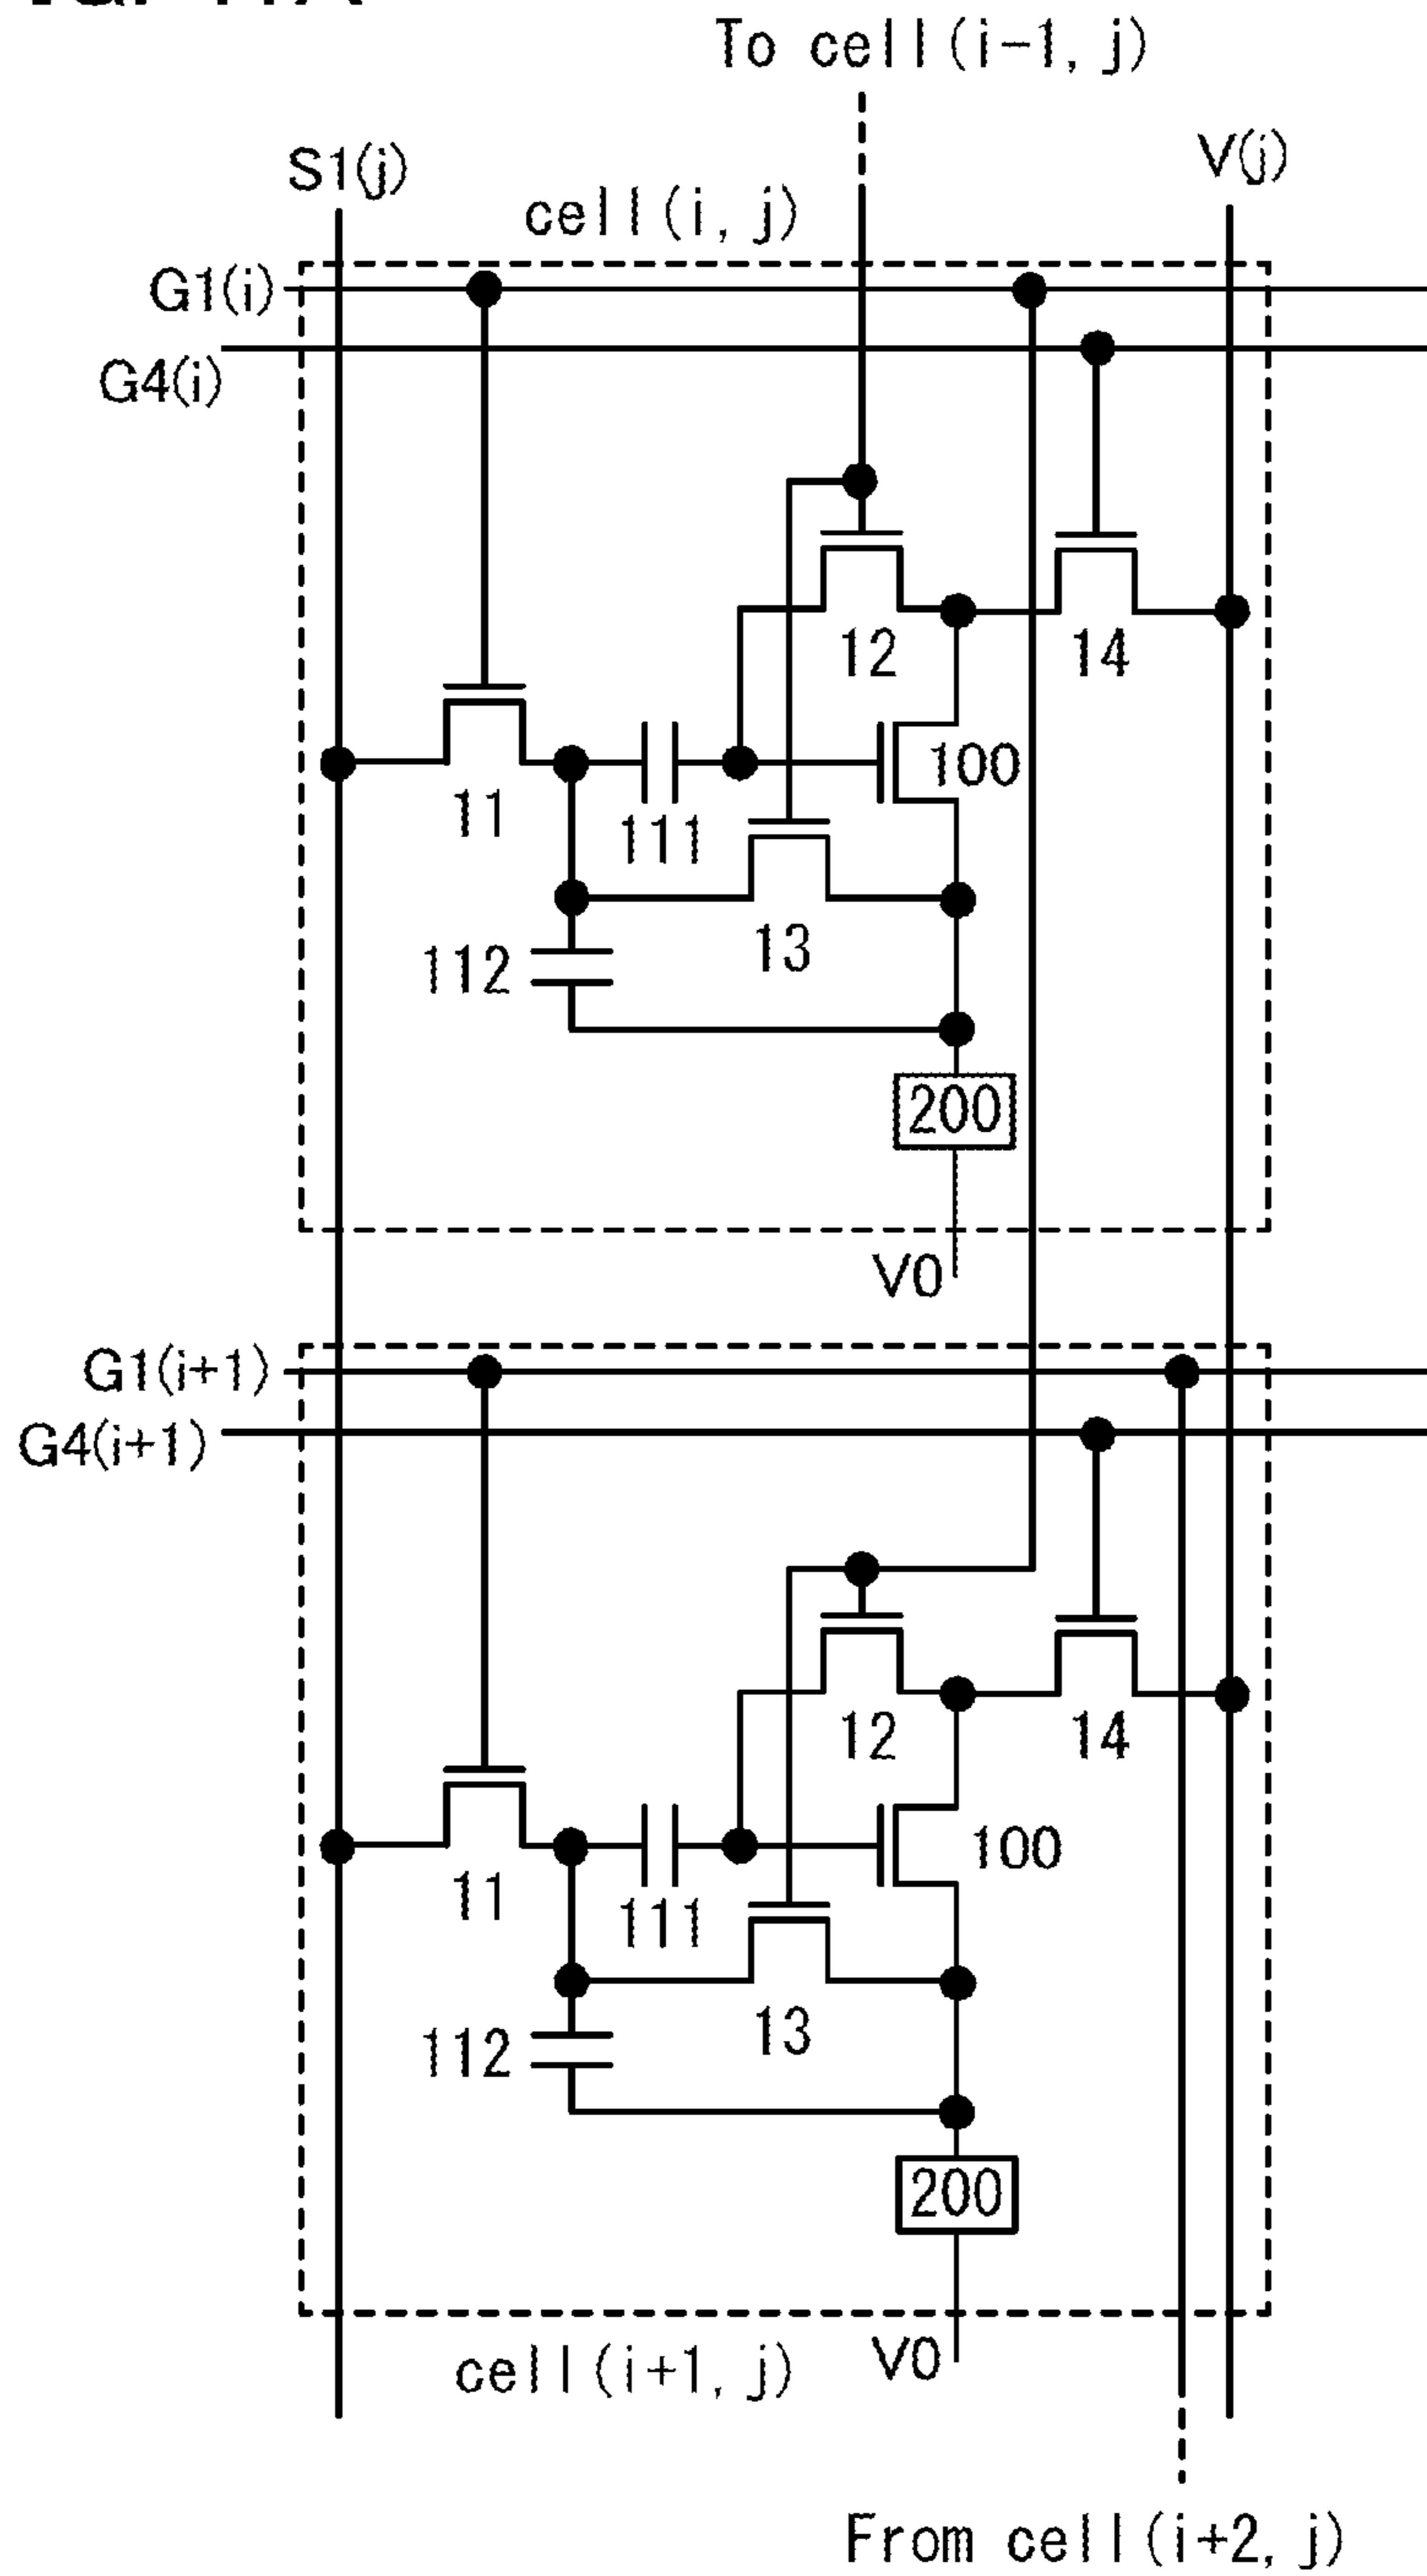 To cell(i-1, j)
S1(j)
V(j)
cell(i, j)
G1(i)
G4(i)
12
14
100
11
111
13
112
200
V0
G1(i+1)
G4(i+1)
12
14
100
11
111
13
112
200
V0
cell(i+1, j)
From cell(i+2, j)